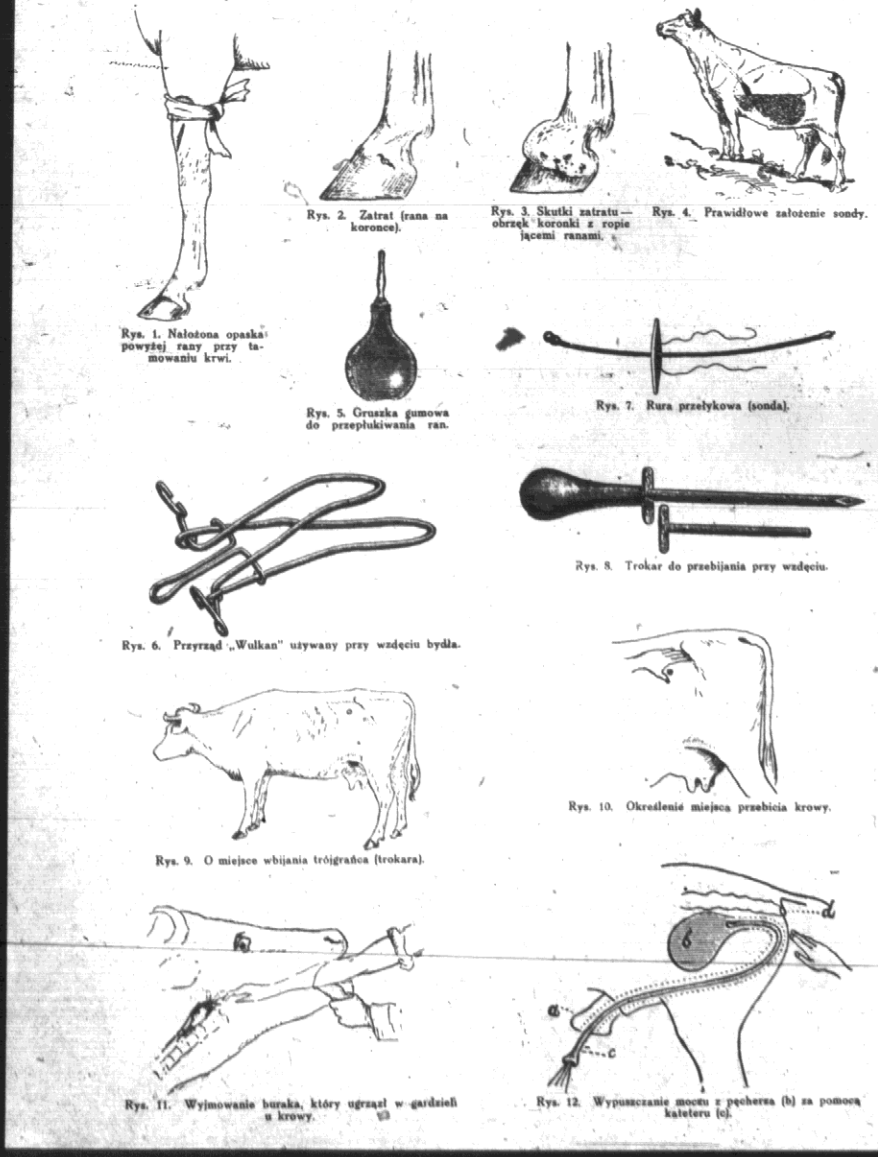 Rys. 1. Nałożona opaska
powyżej rany przy ta-
mowaniu krwi.
Rys. 2. Zatrat (rana na
koronce).
Rys. 3. Skutki zatratu —
obrzęk koronki z ropie
jącemi ranami.
Rys. 4. Prawidłowe założenie sondy.
Rys. 5. Gruszka gumowa
do przepłukiwania ran.
Rys. 7. Rura przełykowa (sonda).
Rys. 6. Przyrząd „Wulkan" używany przy wzdęciu bydła.
Rys. 8. Trokar do przebijania przy wzdęciu.
Rys. 9. O miejsce wbijania trójgrańca (trokara).
Rys. 10. Określenie miejsca przebicia krowy.
Rys. 11. Wyjmowanie buraka, który ugrzązł w gardzieli
u krowy.
d
b
a
c
Rys. 12. Wypuszczanie moczu z pęcherza (b) za pomocą
kateteru (c).